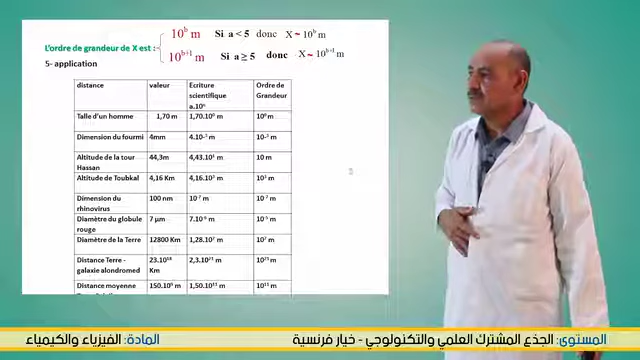 10ᵇ m Si a < 5 donc X ~ 10ᵇ m
L'ordre de grandeur de X est :
10ᵇ⁺¹ m Si a ≥ 5 donc X ~ 10ᵇ⁺¹ m
5- application
distance valeur Ecriture scientifique a.10ⁿ Ordre de Grandeur
Talle d'un homme 1,70 m 1,70.10⁰ m 10⁰ m
Dimension du fourmi 4mm 4.10⁻³ m 10⁻³ m
Altitude de la tour Hassan 44,3m 4,43.10¹ m 10 m
Altitude de Toubkal 4,16 Km 4,16.10³ m 10³ m
Dimension du rhinovirus 100 nm 10⁻⁷ m 10⁻⁷ m
Diamètre du globule rouge 7 µm 7.10⁻⁶ m 10⁻⁵ m
Diamètre de la Terre 12800 Km 1,28.10⁷ m 10⁷ m
Distance Terre - galaxie alondromed 23.10¹⁸ Km 2,3.10²¹ m 10²¹ m
Distance moyenne 150.10⁶ Km 1,50.10¹¹ m 10¹¹ m
المستوى: الجذع المشترك العلمي والتكنولوجي - خيار فرنسية
المادة: الفيزياء والكيمياء